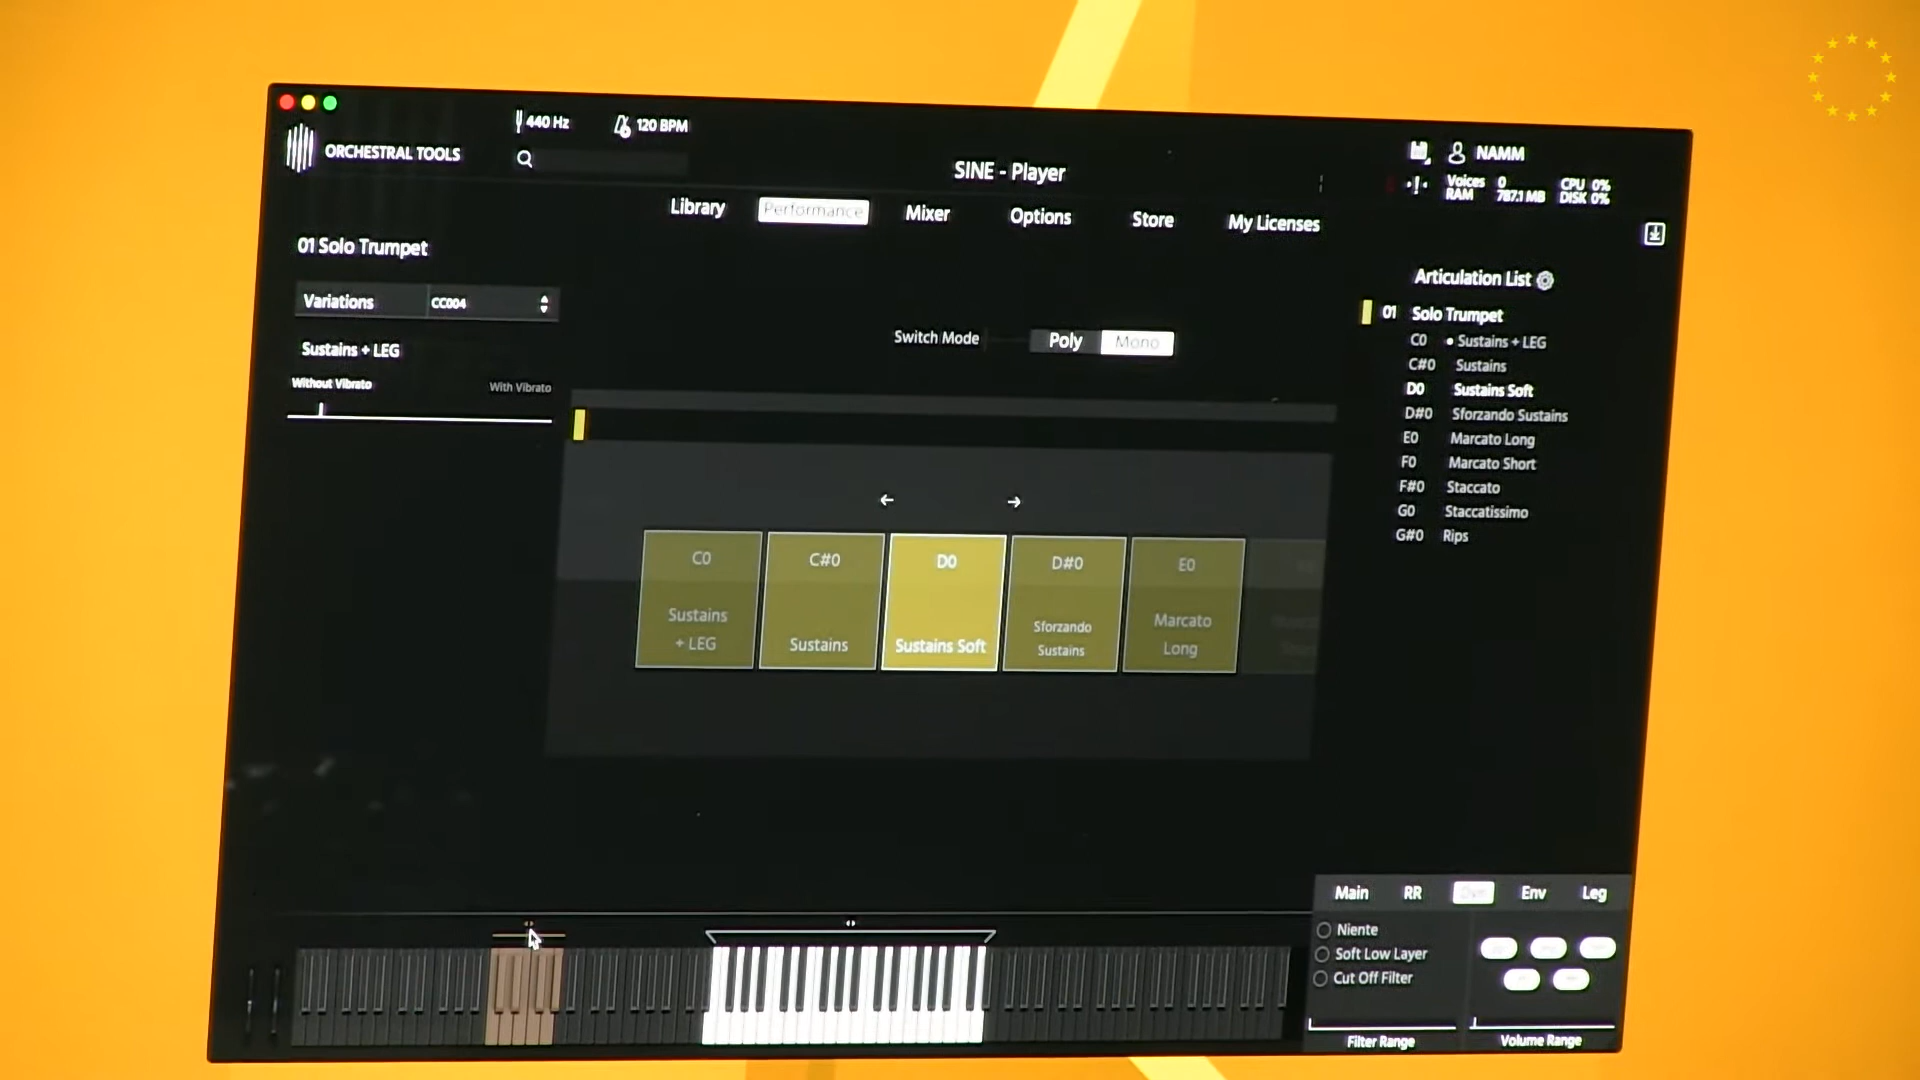 440 Hz
120 BPM
ORCHESTRAL TOOLS
SINE - Player
NAMM
Voices 0
RAM 787.1 MB
CPU 0%
DISK 0%
Library
Performance
Mixer
Options
Store
My Licenses
01 Solo Trumpet
Variations
CC004
Sustains + LEG
Without Vibrato
With Vibrato
Switch Mode
Poly
Mono
Articulation List
01 Solo Trumpet
C0 Sustains + LEG
C#0 Sustains
D0 Sustains Soft
D#0 Sforzando Sustains
E0 Marcato Long
F0 Marcato Short
F#0 Staccato
G0 Staccatissimo
G#0 Rips
C0
Sustains
+ LEG
C#0
Sustains
D0
Sustains Soft
D#0
Sforzando
Sustains
E0
Marcato
Long
Main
RR
Env
Leg
Niente
Soft Low Layer
Cut Off Filter
Filter Range
Volume Range